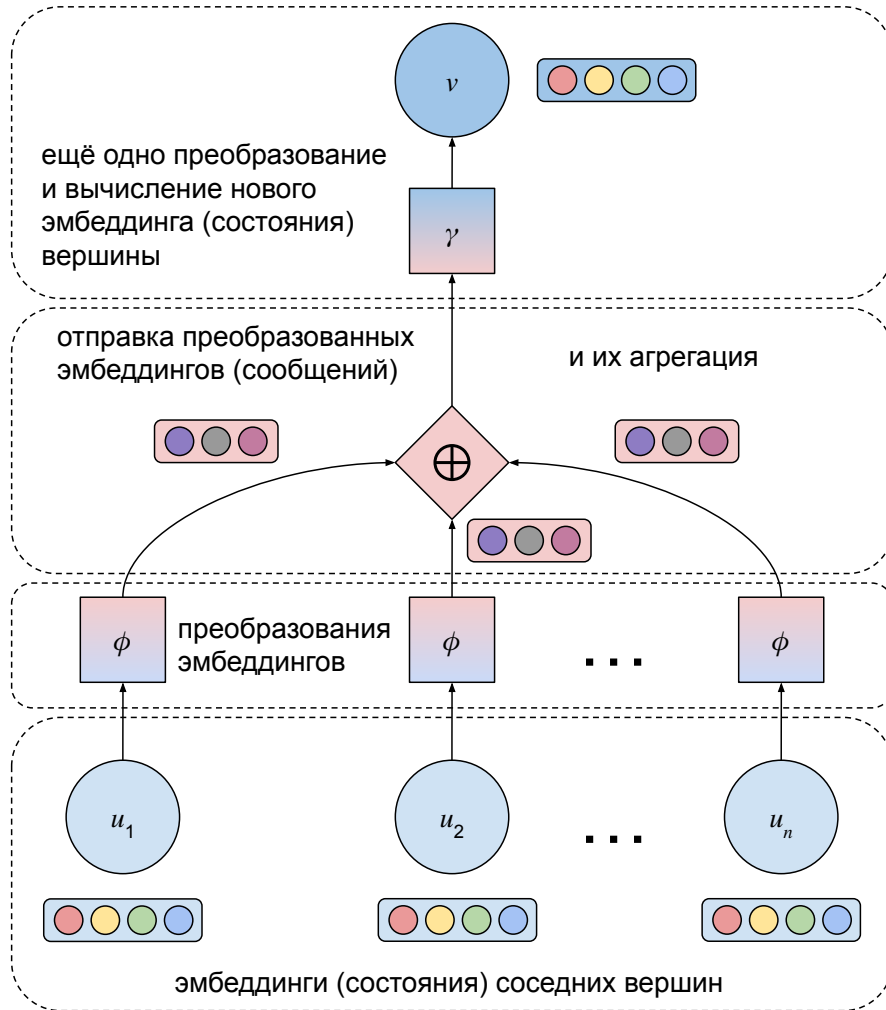 v
ещё одно преобразование
и вычисление нового
эмбеддинга (состояния)
вершины
γ
отправка преобразованных
эмбеддингов (сообщений)
и их агрегация
⊕
ϕ
преобразования
эмбеддингов
ϕ
...
ϕ
u₁
u₂
...
uₙ
эмбеддинги (состояния) соседних вершин